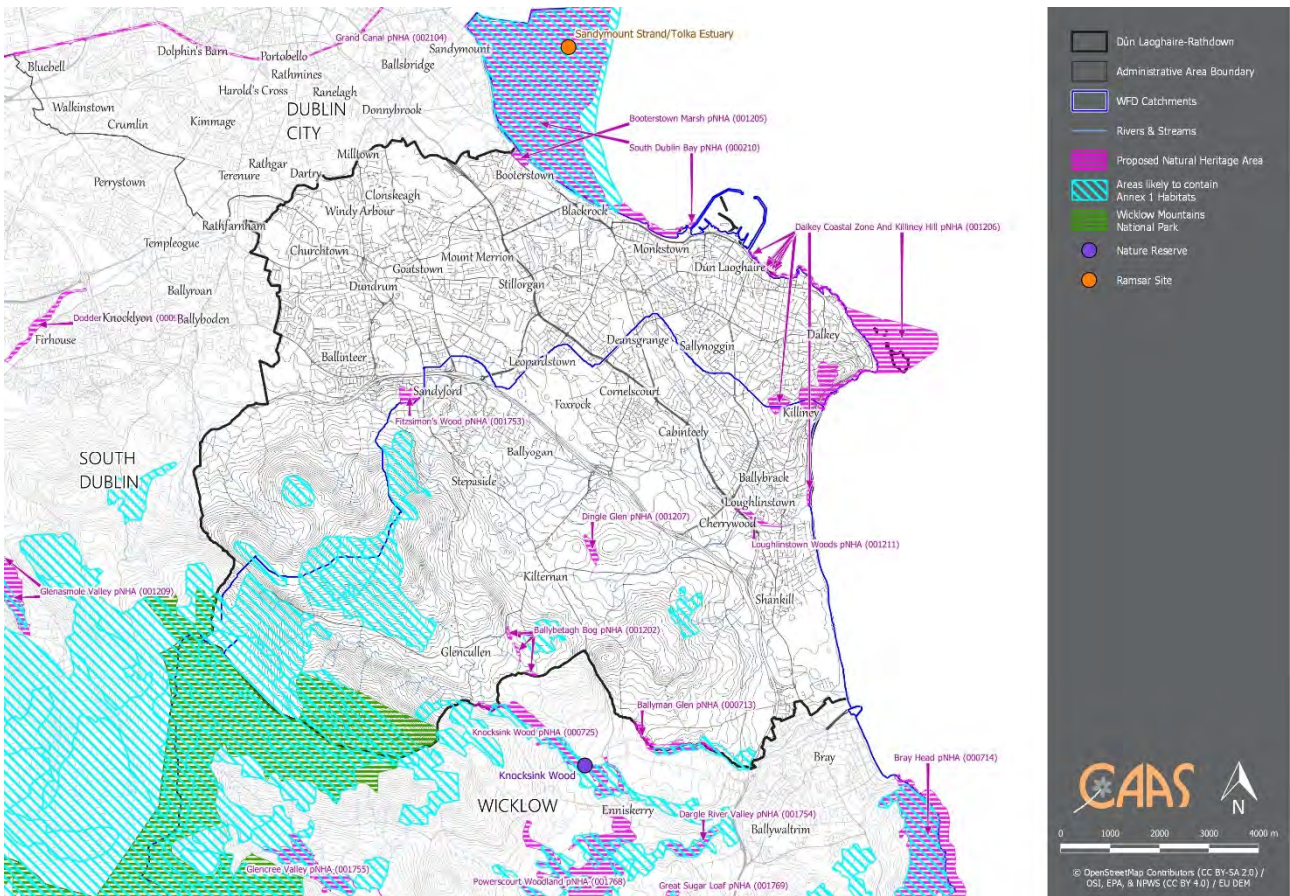 Grand Canal pNHA (002104)
Sandymount
Sandymount Strand/Tolka Estuary
Dolphin's Barn
Portobello
Ballsbridge
Bluebell
Rathmines
Ranelagh
Harold's Cross
Donnybrook
Walkinstown
DUBLIN
CITY
Crumlin
Kimmage
Booterstown Marsh pNHA (001205)
South Dublin Bay pNHA (000210)
Milltown
Rathgar
Terenure
Dartry
Booterstown
Perrystown
Clonskeagh
Windy Arbour
Blackrock
Rathfarnham
Templeogue
Churchtown
Mount Merrion
Monkstown
Dalkey Coastal Zone And Killiney Hill pNHA (001206)
Goatstown
Dún Laoghaire
Dundrum
Stillorgan
Ballyroan
Dodder
Knocklyon
Ballyboden
Firhouse
Deansgrange
Sallynoggin
Dalkey
Ballinteer
Leopardstown
Sandyford
Foxrock
Cornelscourt
Killiney
Fitzsimon's Wood pNHA (001753)
Cabinteely
SOUTH
DUBLIN
Ballyogan
Stepaside
Ballybrack
Loughlinstown
Dingle Glen pNHA (001207)
Cherrywood
Loughlinstown Woods pNHA (001211)
Kilternan
Glenasmole Valley pNHA (001209)
Shankill
Ballybetagh Bog pNHA (001202)
Glencullen
Ballyman Glen pNHA (000713)
Knocksink Wood pNHA (000725)
Bray
Bray Head pNHA (000714)
Knocksink Wood
WICKLOW
Enniskerry
Dargle River Valley pNHA (001754)
Ballywaltrim
Glencree Valley pNHA (001755)
Powerscourt Woodland pNHA (001768)
Great Sugar Loaf pNHA (001769)
Dún Laoghaire-Rathdown
Administrative Area Boundary
WFD Catchments
Rivers & Streams
Proposed Natural Heritage Area
Areas likely to contain
Annex 1 Habitats
Wicklow Mountains
National Park
Nature Reserve
Ramsar Site
CAAS
N
0 1000 2000 3000 4000 m
© OpenStreetMap Contributors (CC BY-SA 2.0) /
OSI, EPA, & NPWS (CC BY 4.0) / EU DEM